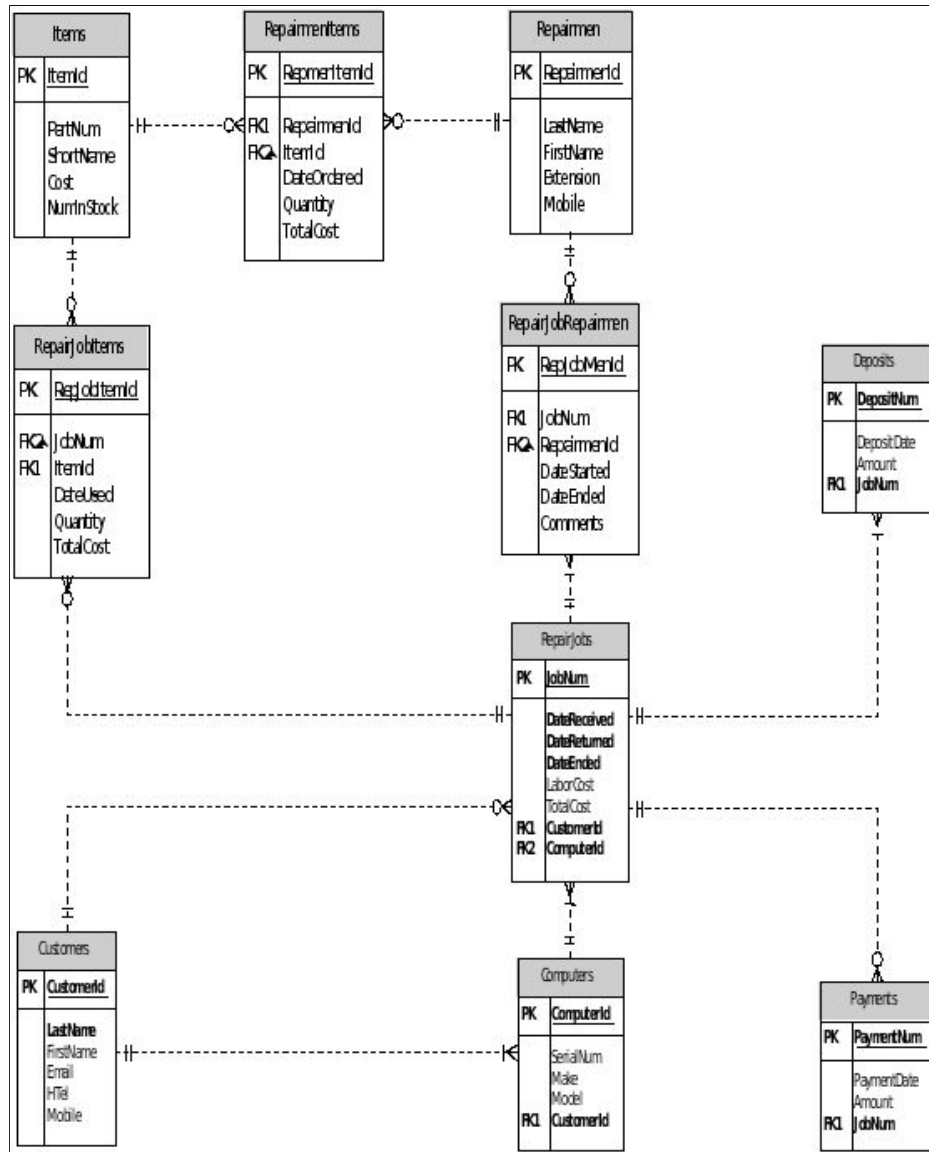 Items
PK ItemId
PartNum
ShortName
Cost
NumInStock
RepairmenItems
PK RepmenItemId
FK1 RepairmenId
FK2 ItemId
DateOrdered
Quantity
TotalCost
Repairmen
PK RepairmenId
LastName
FirstName
Extension
Mobile
RepairJobItems
PK RepJobItemId
FK2 JobNum
FK1 ItemId
DateUsed
Quantity
TotalCost
RepairJobRepairmen
PK RepJobMenId
FK1 JobNum
FK2 RepairmenId
DateStarted
DateEnded
Comments
Deposits
PK DepositNum
DepositDate
Amount
FK1 JobNum
RepairJobs
PK JobNum
DateReceived
DateReturned
DateEnded
LaborCost
TotalCost
FK1 CustomerId
FK2 ComputerId
Customers
PK CustomerId
LastName
FirstName
Email
HTel
Mobile
Computers
PK ComputerId
SerialNum
Make
Model
FK1 CustomerId
Payments
PK PaymentNum
PaymentDate
Amount
FK1 JobNum